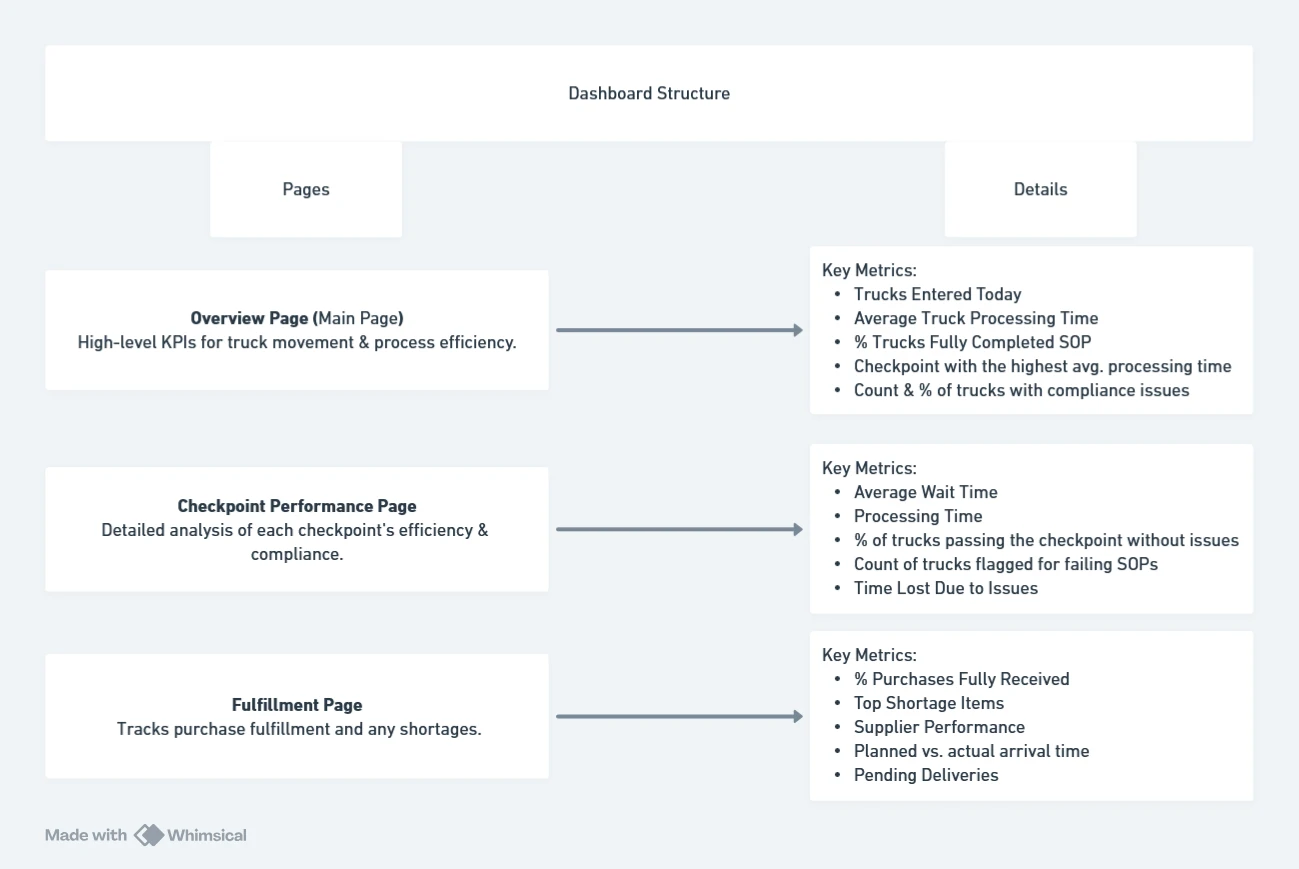 Dashboard Structure
Pages
Details
Overview Page (Main Page)
High-level KPIs for truck movement & process efficiency.
Key Metrics:
• Trucks Entered Today
• Average Truck Processing Time
• % Trucks Fully Completed SOP
• Checkpoint with the highest avg. processing time
• Count & % of trucks with compliance issues
Checkpoint Performance Page
Detailed analysis of each checkpoint's efficiency &
compliance.
Key Metrics:
• Average Wait Time
• Processing Time
• % of trucks passing the checkpoint without issues
• Count of trucks flagged for failing SOPs
• Time Lost Due to Issues
Fulfillment Page
Tracks purchase fulfillment and any shortages.
Key Metrics:
• % Purchases Fully Received
• Top Shortage Items
• Supplier Performance
• Planned vs. actual arrival time
• Pending Deliveries
Made with Whimsical